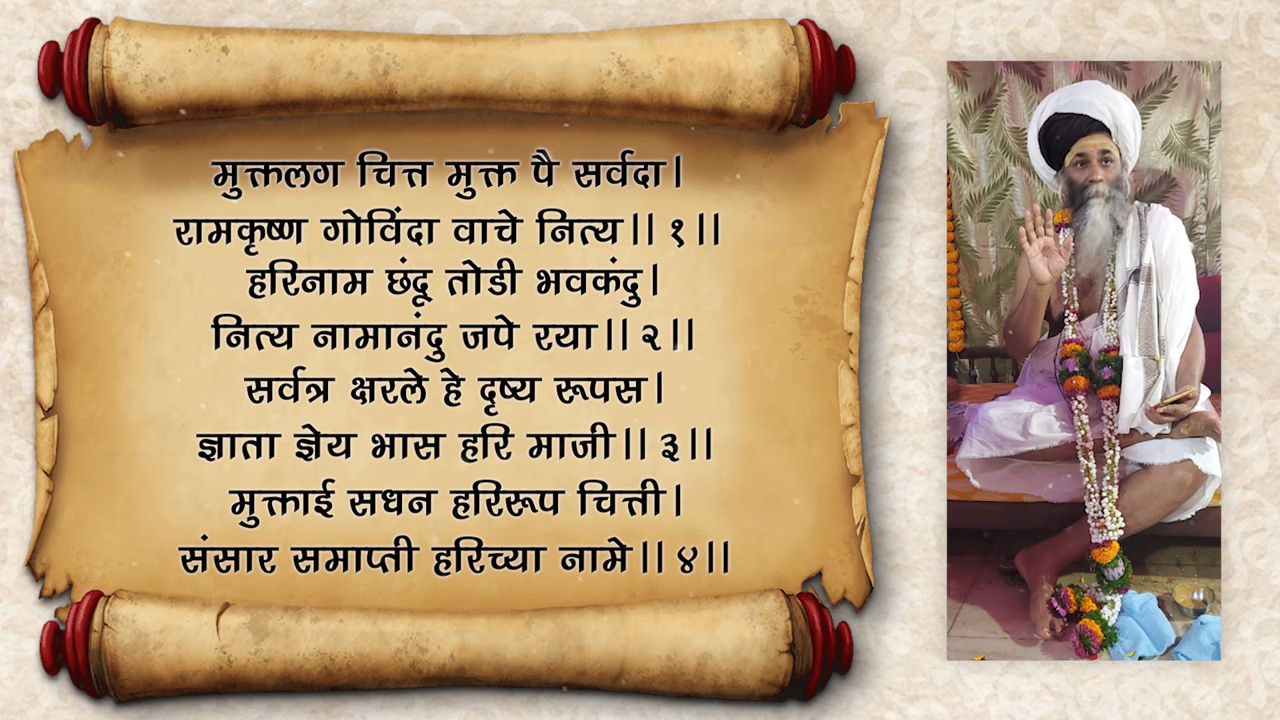 मुक्तलग चित्त मुक्त पै सर्वदा।
रामकृष्ण गोविंदा वाचे नित्य।। १ ।।
हरिनाम छंदू तोडी भवकंदु।
नित्य नामानंदु जपे रया।। २ ।।
सर्वत्र क्षरले हे दृष्य रूपस।
ज्ञाता ज्ञेय भास हरि माजी।। ३ ।।
मुक्ताई सधन हरिरूप चित्ती।
संसार समाप्ती हरिच्या नामे।। ४ ।।